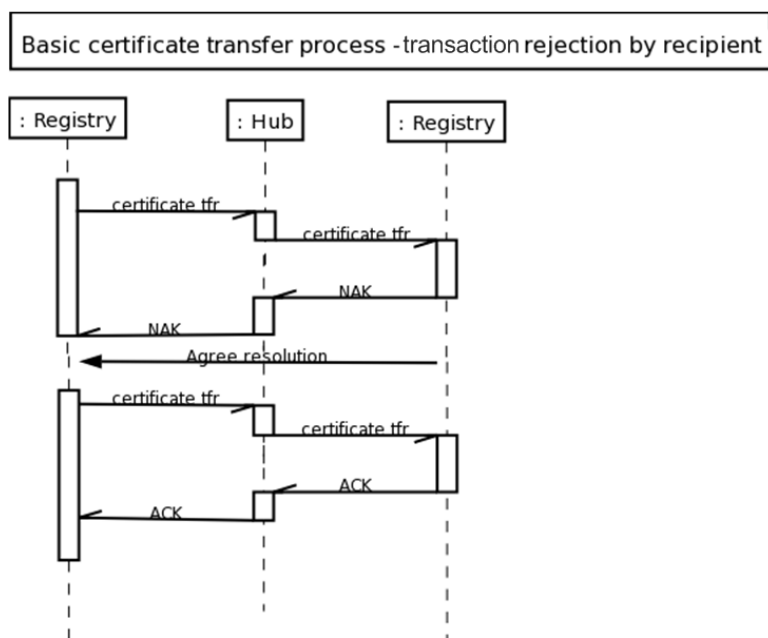 Basic certificate transfer process - transaction rejection by recipient
: Registry
: Hub
: Registry
certificate tfr
certificate tfr
NAK
NAK
Agree resolution
certificate tfr
certificate tfr
ACK
ACK